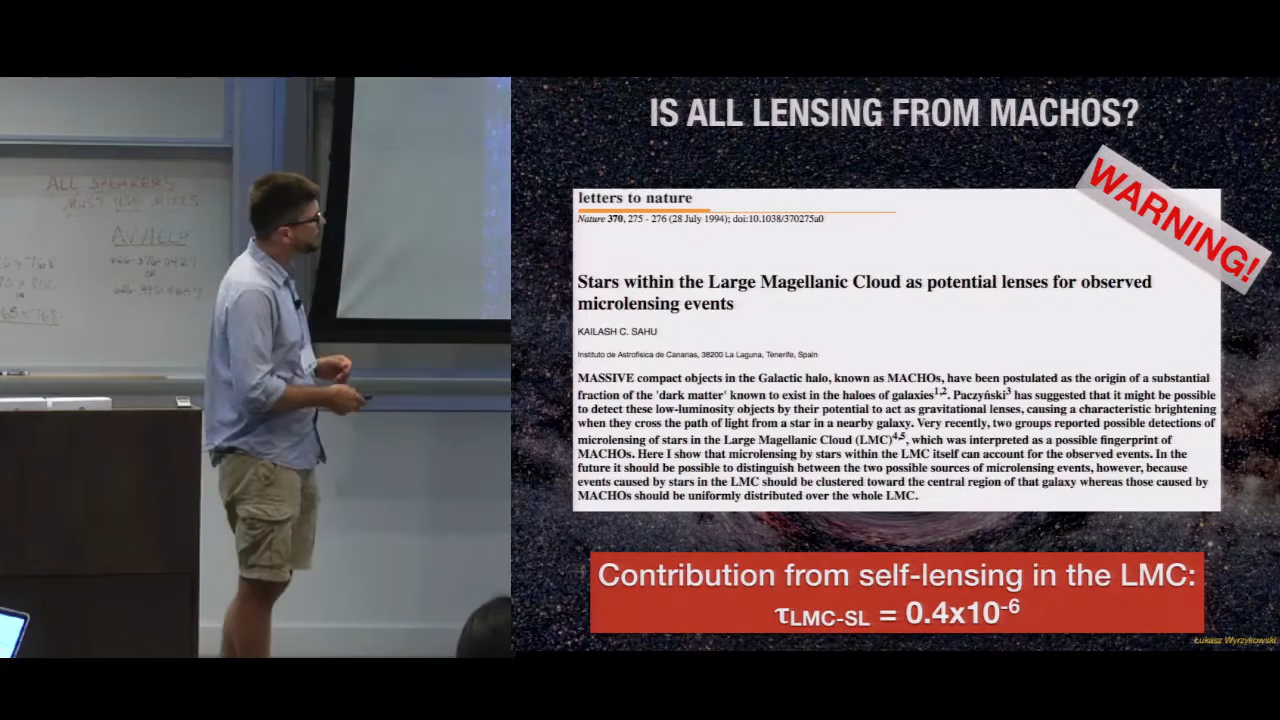 ALL SPEAKERS
MUST USE MICS
AV HELP
IS ALL LENSING FROM MACHOS?
WARNING!
letters to nature
Nature 370, 275 - 276 (28 July 1994); doi:10.1038/370275a0
Stars within the Large Magellanic Cloud as potential lenses for observed
microlensing events
KAILASH C. SAHU
Instituto de Astrofisica de Canarias, 38200 La Laguna, Tenerife, Spain
MASSIVE compact objects in the Galactic halo, known as MACHOs, have been postulated as the origin of a substantial
fraction of the 'dark matter' known to exist in the haloes of galaxies1,2. Paczyński3 has suggested that it might be possible
to detect these low-luminosity objects by their potential to act as gravitational lenses, causing a characteristic brightening
when they cross the path of light from a star in a nearby galaxy. Very recently, two groups reported possible detections of
microlensing of stars in the Large Magellanic Cloud (LMC)4,5, which was interpreted as a possible fingerprint of
MACHOs. Here I show that microlensing by stars within the LMC itself can account for the observed events. In the
future it should be possible to distinguish between the two possible sources of microlensing events, however, because
events caused by stars in the LMC should be clustered toward the central region of that galaxy whereas those caused by
MACHOs should be uniformly distributed over the whole LMC.
Contribution from self-lensing in the LMC:
τLMC-SL = 0.4x10-6
Łukasz Wyrzykowski